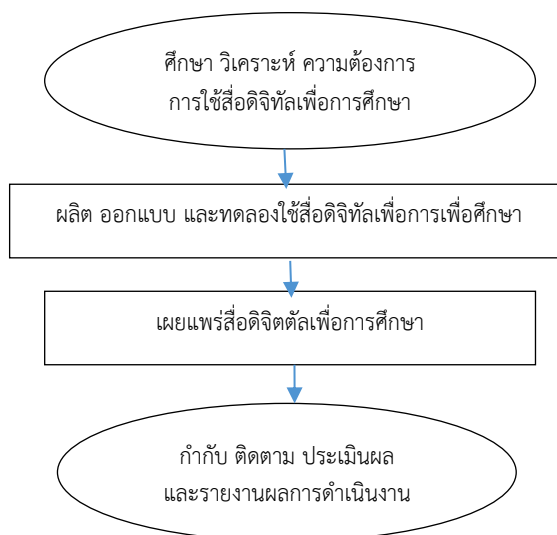 ศึกษา วิเคราะห์ ความต้องการ
การใช้สื่อดิจิทัลเพื่อการศึกษา
ผลิต ออกแบบ และทดลองใช้สื่อดิจิทัลเพื่อการเพื่อศึกษา
เผยแพร่สื่อดิจิตตัลเพื่อการศึกษา
กำกับ ติดตาม ประเมินผล
และรายงานผลการดำเนินงาน